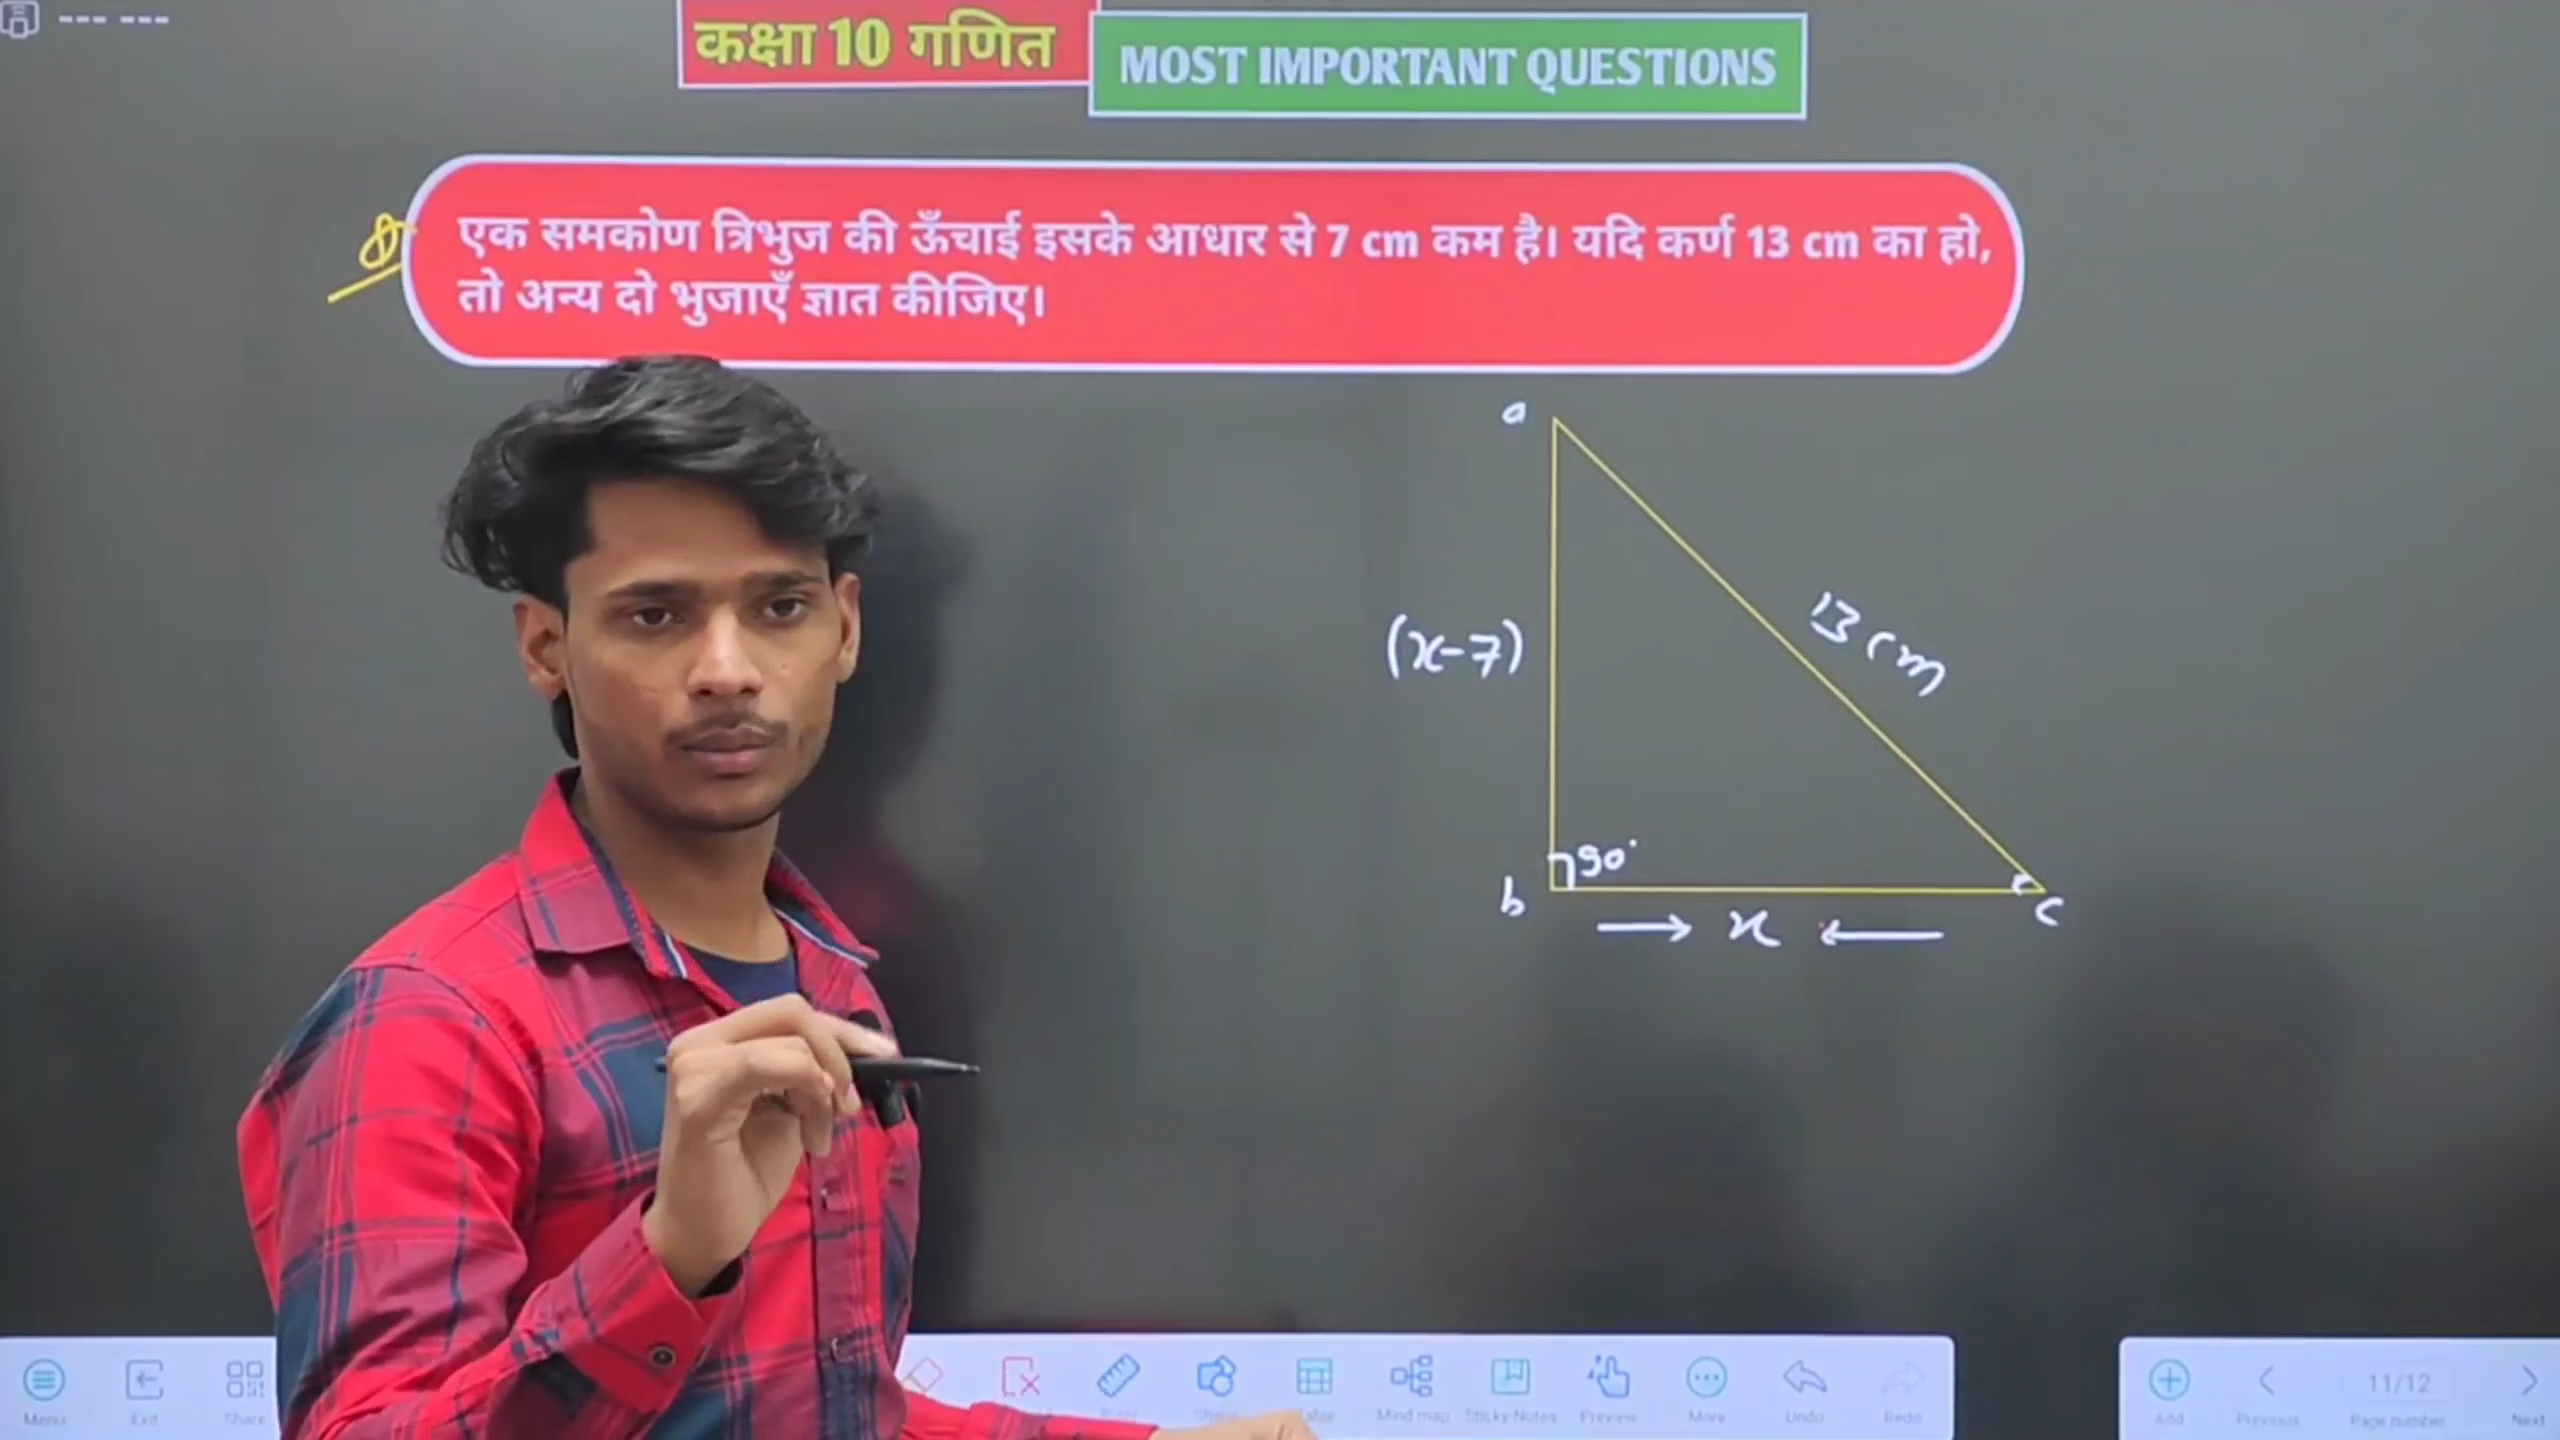 कक्षा 10 गणित
MOST IMPORTANT QUESTIONS
एक समकोण त्रिभुज की ऊँचाई इसके आधार से 7 cm कम है। यदि कर्ण 13 cm का हो,
तो अन्य दो भुजाएँ ज्ञात कीजिए।
a
(x-7)
13 cm
90°
b
x
c
Menu
Exit
Share
Mind map
Sticky-Notes
Preview
More
Undo
Redo
Add
Previous
11/12
Page number
Next